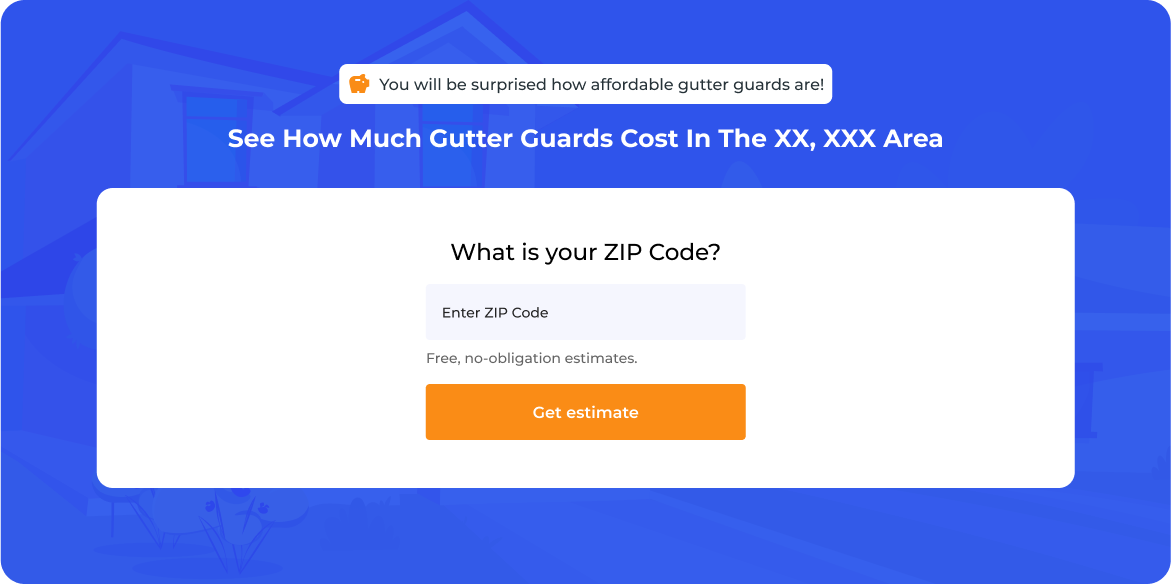 You will be surprised how affordable gutter guards are!
See How Much Gutter Guards Cost In The XX, XXX Area
What is your ZIP Code?
Enter ZIP Code
Free, no-obligation estimates.
Get estimate